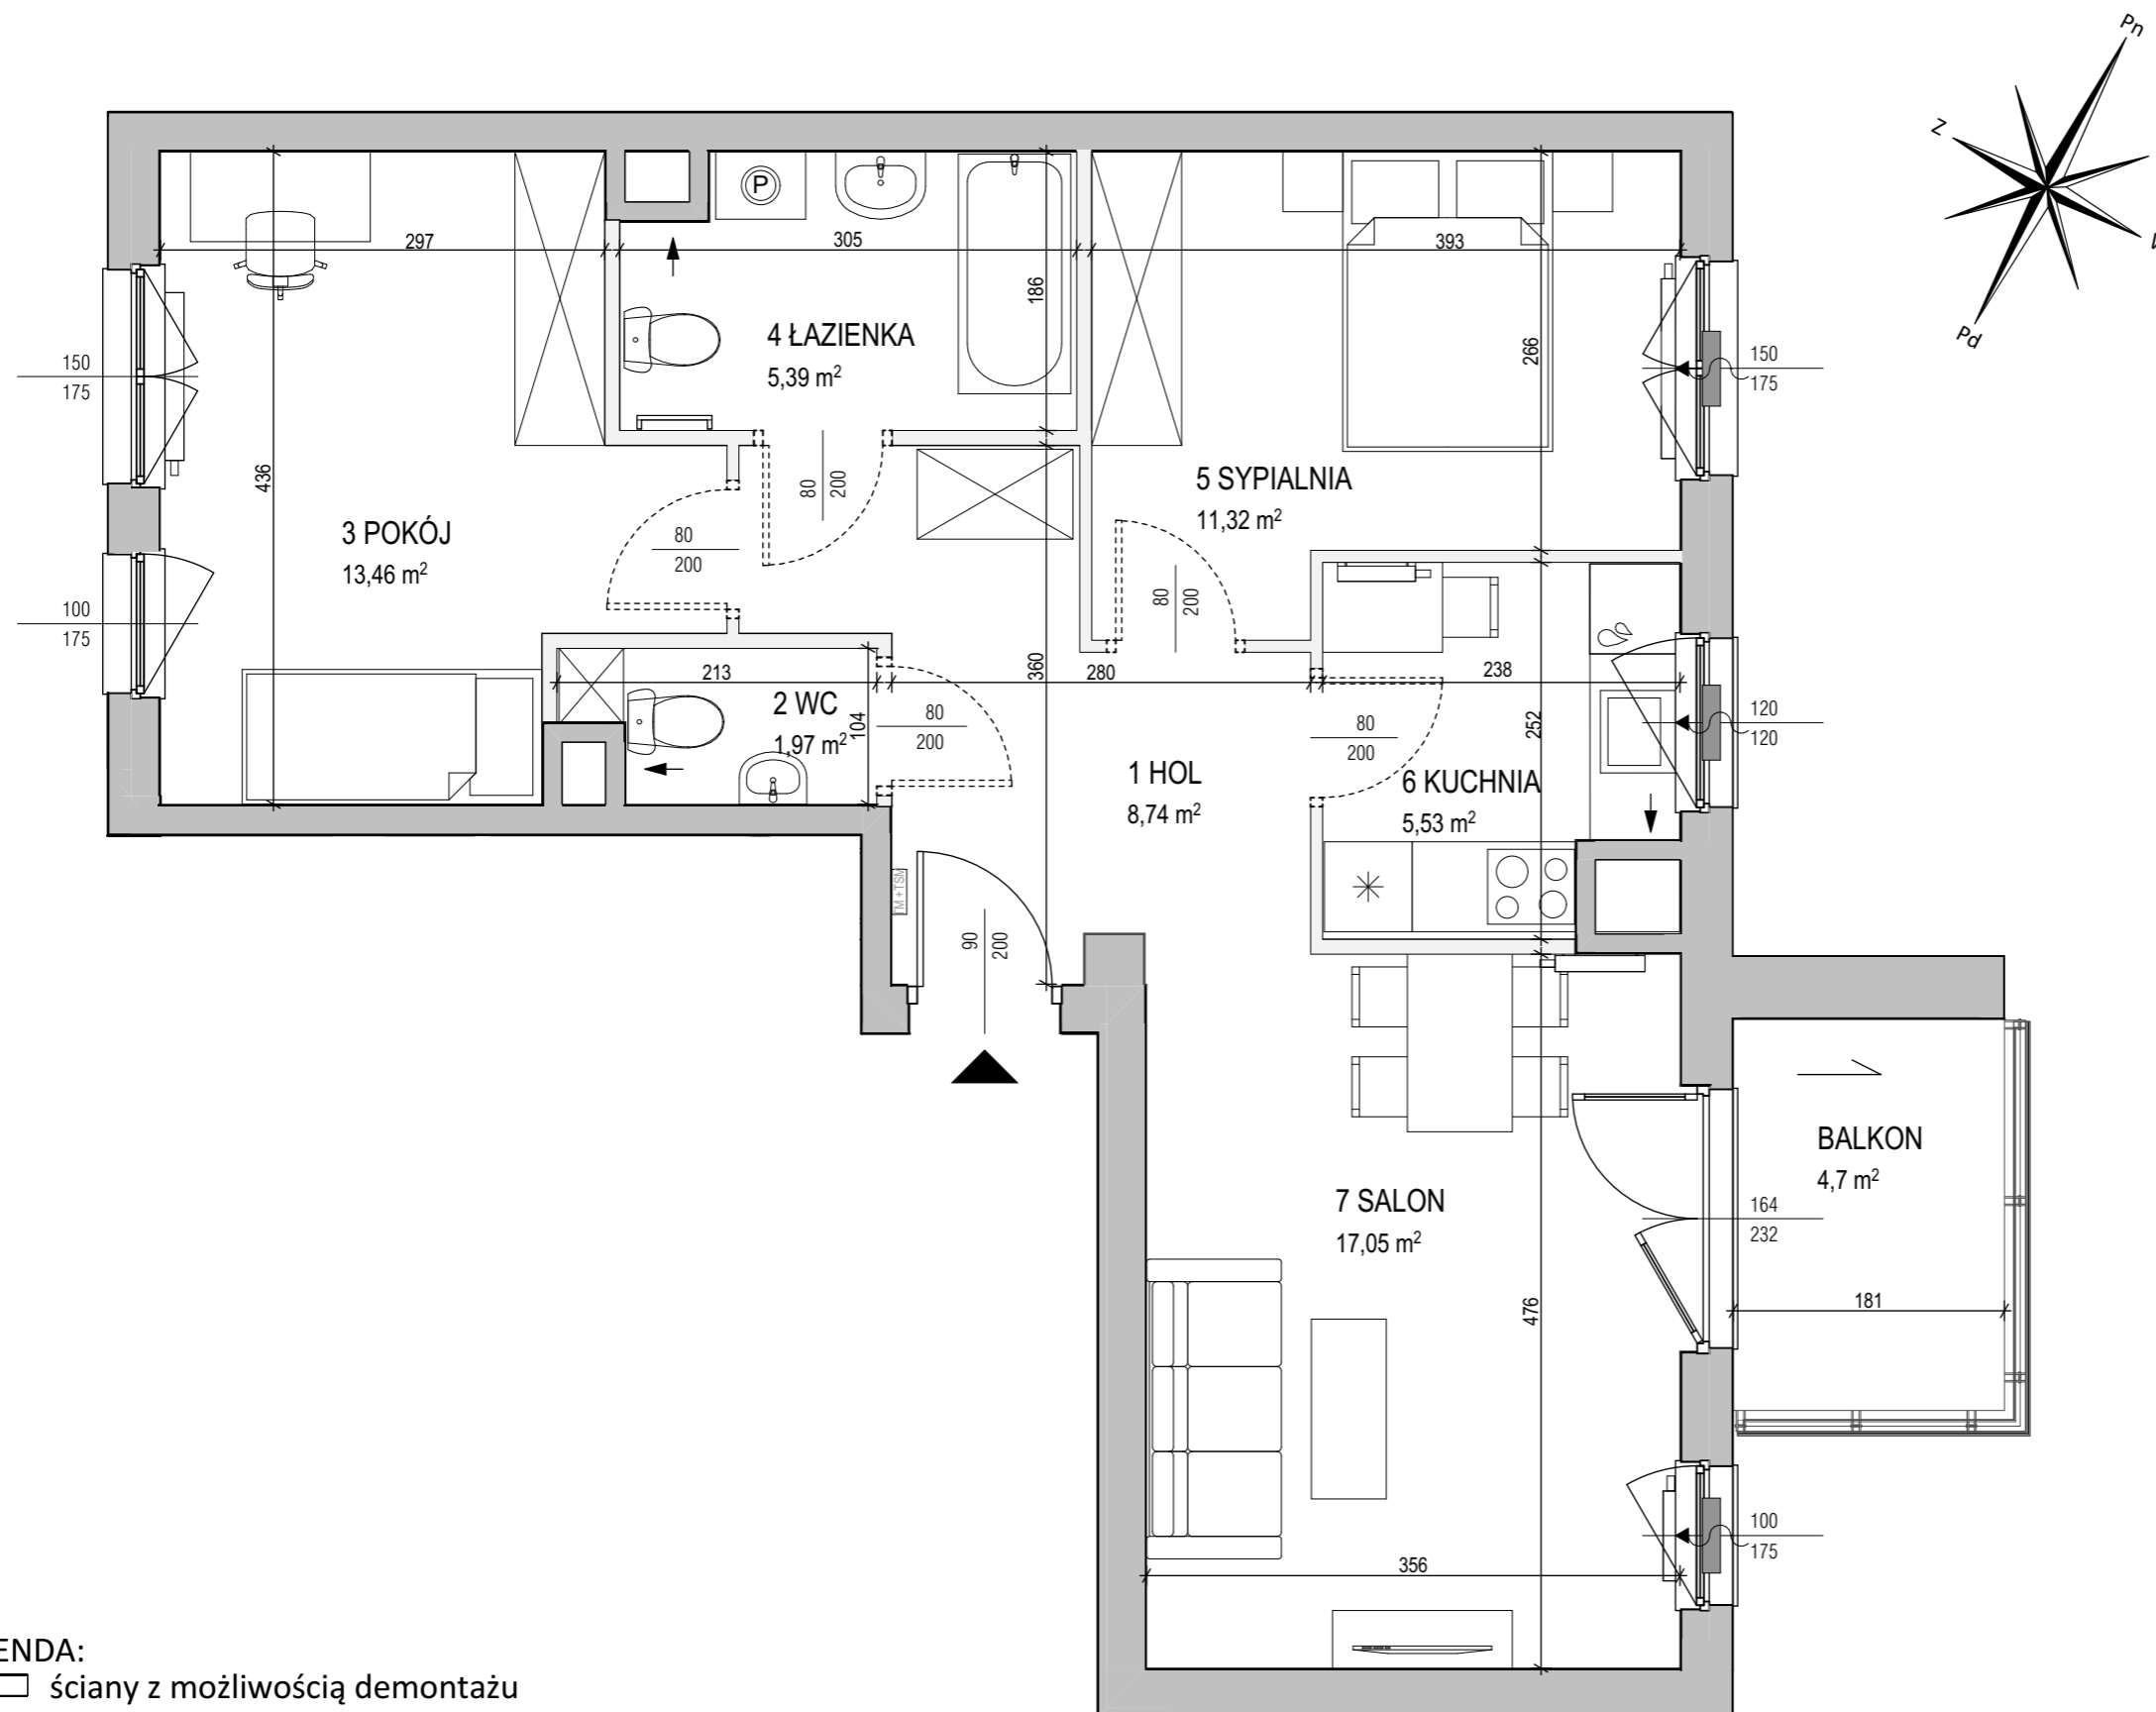 Pn
Z
Pd
P
297
305
393
186
4 ŁAZIENKA
5,39 m²
266
150
175
150
175
436
80
200
5 SYPIALNIA
11,32 m²
3 POKÓJ
13,46 m²
80
200
80
200
100
175
213
360
280
238
2 WC
1,97 m²
104
80
200
80
200
252
120
120
1 HOL
8,74 m²
6 KUCHNIA
5,53 m²
TM+TSM
90
200
BALKON
4,7 m²
7 SALON
17,05 m²
164
232
476
181
100
175
356
ENDA:
ściany z możliwością demontażu